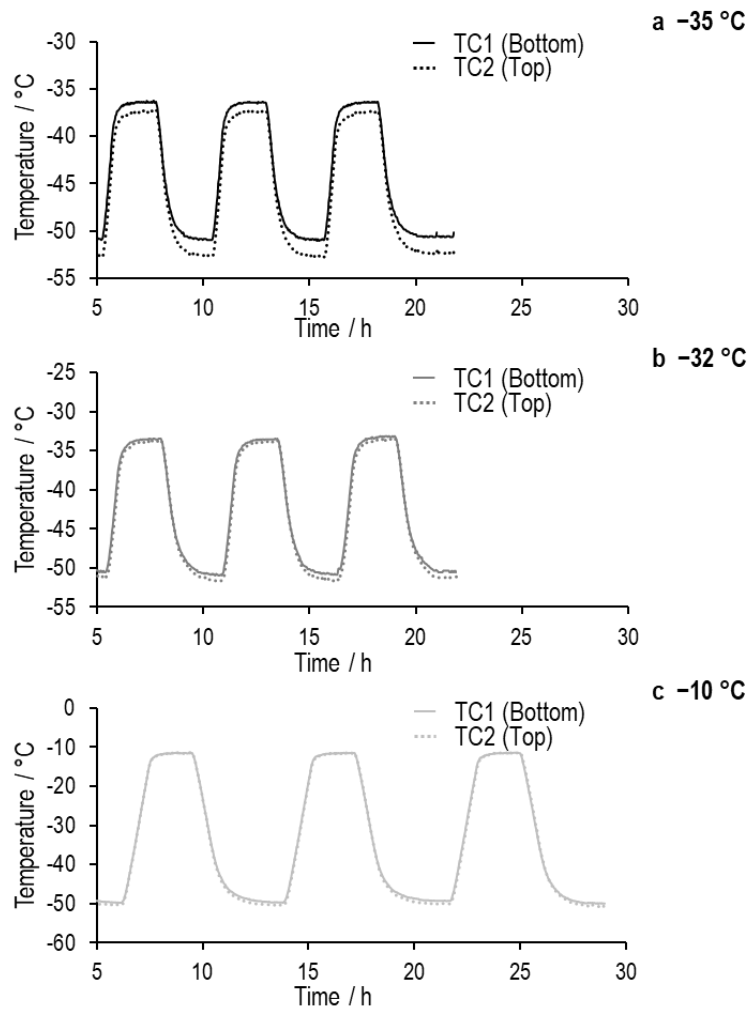 a −35 °C
TC1 (Bottom)
TC2 (Top)
Temperature / °C
-30
-35
-40
-45
-50
-55
5
10
15
20
25
30
Time / h
b −32 °C
TC1 (Bottom)
TC2 (Top)
Temperature / °C
-25
-30
-35
-40
-45
-50
-55
5
10
15
20
25
30
Time / h
c −10 °C
TC1 (Bottom)
TC2 (Top)
Temperature / °C
0
-10
-20
-30
-40
-50
-60
5
10
15
20
25
30
Time / h